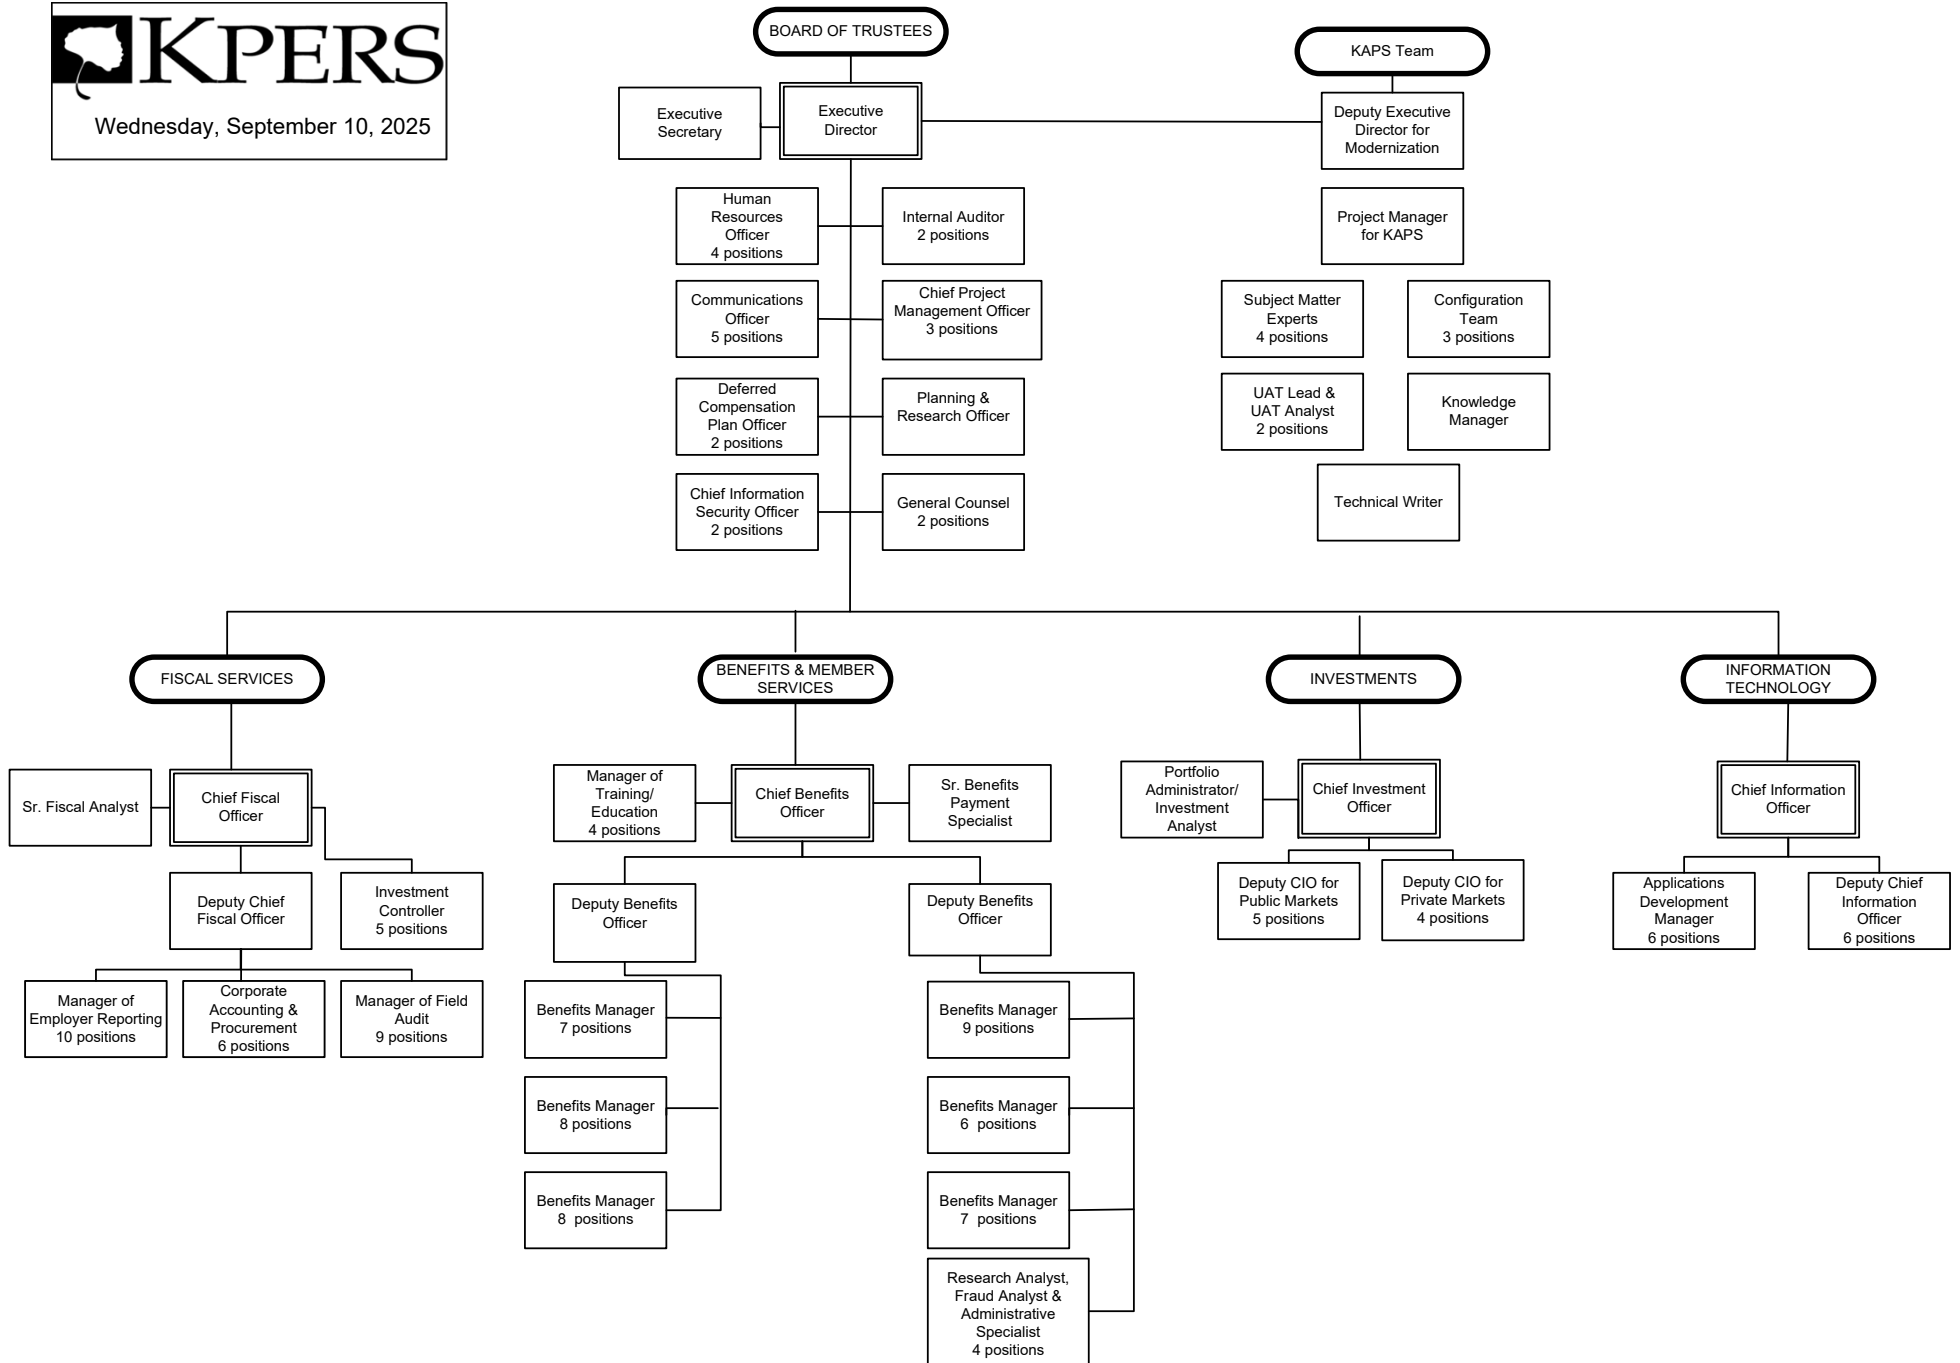 KPERS
Wednesday, September 10, 2025
BOARD OF TRUSTEES
KAPS Team
Executive
Secretary
Executive
Director
Deputy Executive
Director for
Modernization
Human
Resources
Officer
4 positions
Internal Auditor
2 positions
Project Manager
for KAPS
Communications
Officer
5 positions
Chief Project
Management Officer
3 positions
Subject Matter
Experts
4 positions
Configuration
Team
3 positions
Deferred
Compensation
Plan Officer
2 positions
Planning &
Research Officer
UAT Lead &
UAT Analyst
2 positions
Knowledge
Manager
Chief Information
Security Officer
2 positions
General Counsel
2 positions
Technical Writer
FISCAL SERVICES
BENEFITS & MEMBER
SERVICES
INVESTMENTS
INFORMATION
TECHNOLOGY
Sr. Fiscal Analyst
Chief Fiscal
Officer
Manager of
Training/
Education
4 positions
Chief Benefits
Officer
Sr. Benefits
Payment
Specialist
Portfolio
Administrator/
Investment
Analyst
Chief Investment
Officer
Chief Information
Officer
Deputy Chief
Fiscal Officer
Investment
Controller
5 positions
Deputy Benefits
Officer
Deputy Benefits
Officer
Deputy CIO for
Public Markets
5 positions
Deputy CIO for
Private Markets
4 positions
Applications
Development
Manager
6 positions
Deputy Chief
Information
Officer
6 positions
Manager of
Employer Reporting
10 positions
Corporate
Accounting &
Procurement
6 positions
Manager of Field
Audit
9 positions
Benefits Manager
7 positions
Benefits Manager
9 positions
Benefits Manager
8 positions
Benefits Manager
6  positions
Benefits Manager
8  positions
Benefits Manager
7  positions
Research Analyst,
Fraud Analyst &
Administrative
Specialist
4 positions